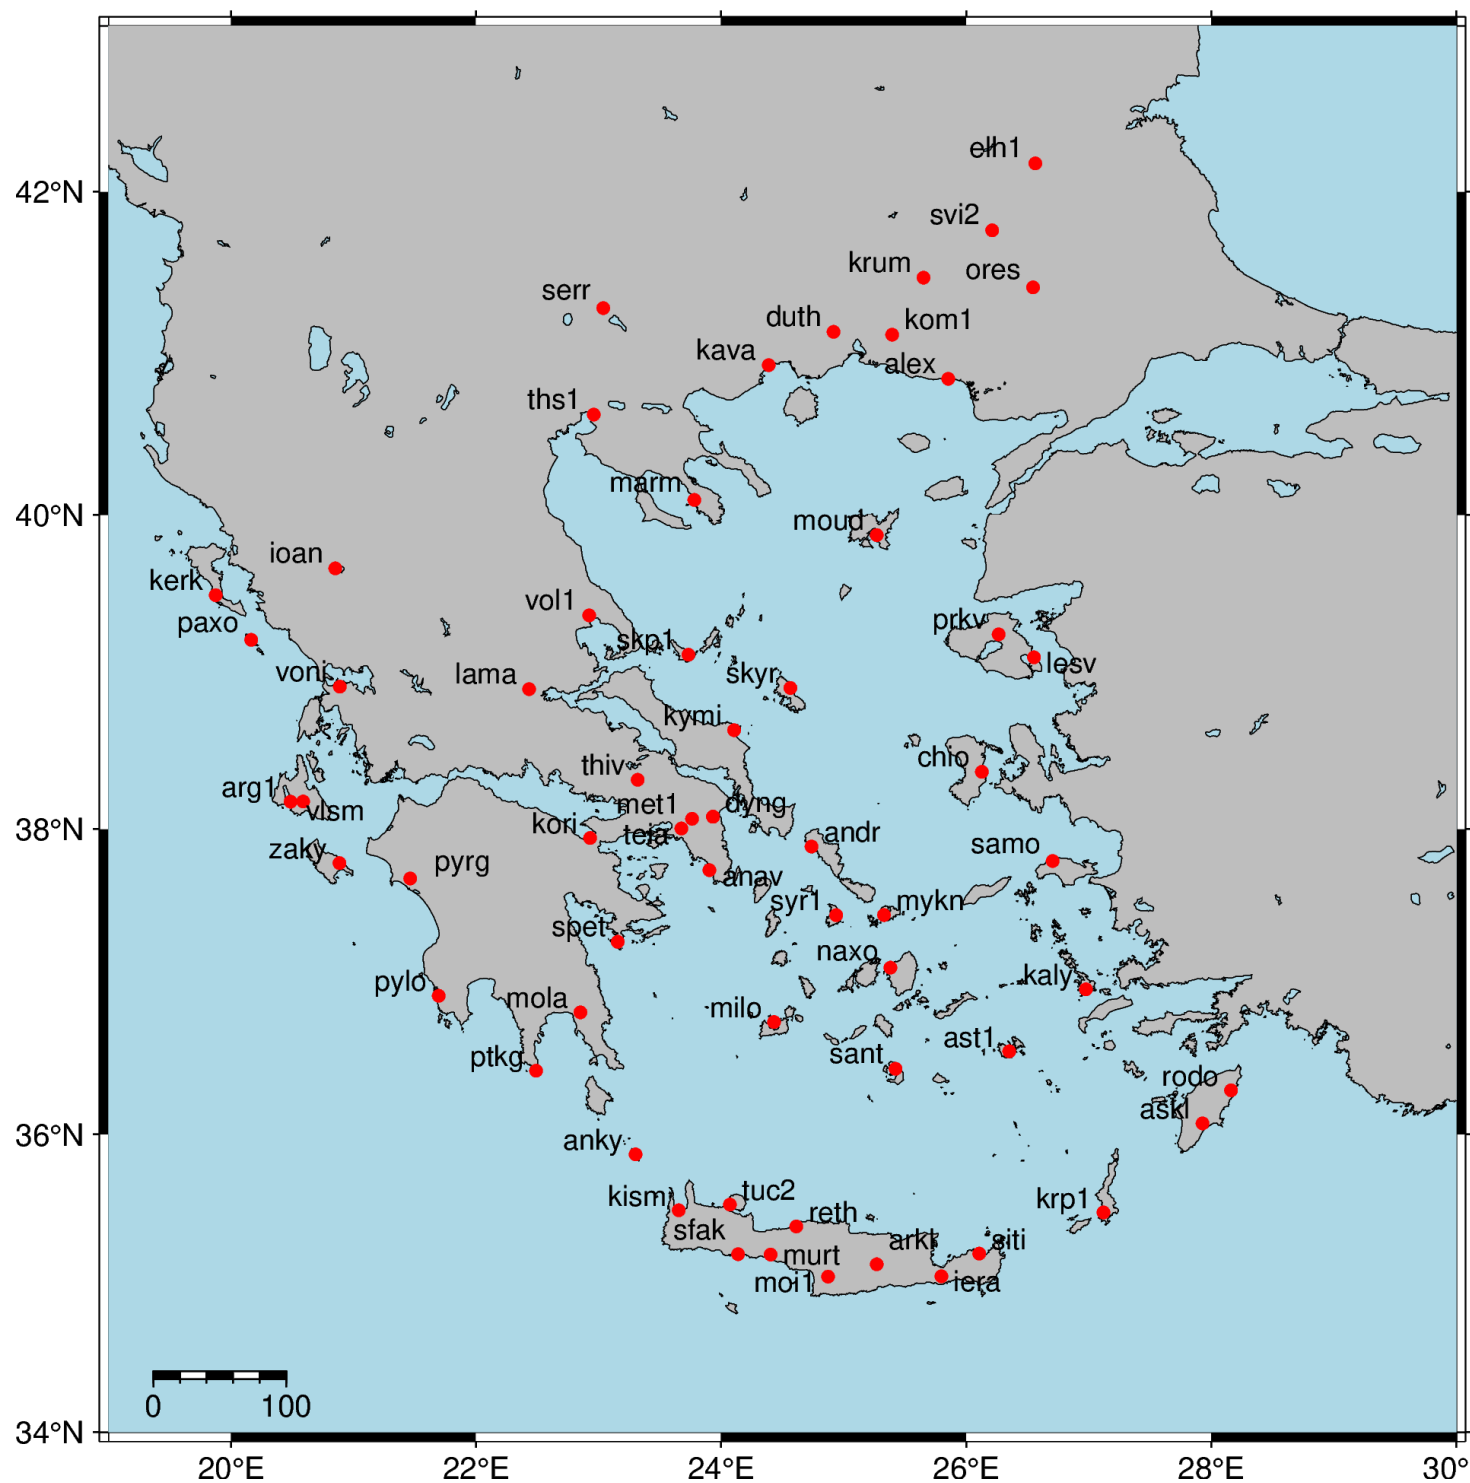 elh1
42°N
svi2
krum
ores
serr
duth
kom1
kava
alex
ths1
marm
40°N
moud
ioan
kerk
vol1
paxo
prkv
skp1
lesv
voni
lama
skyr
kymi
chio
thiv
arg1
vlsm
met1
dyng
38°N
kori
teia
andr
samo
zaky
pyrg
anav
syr1
mykn
spet
naxo
pylo
kaly
mola
milo
ast1
ptkg
sant
rodo
askl
36°N
anky
kism
tuc2
krp1
reth
sfak
arkl
siti
murt
moi1
iera
0 100
34°N
20°E 22°E 24°E 26°E 28°E 30°